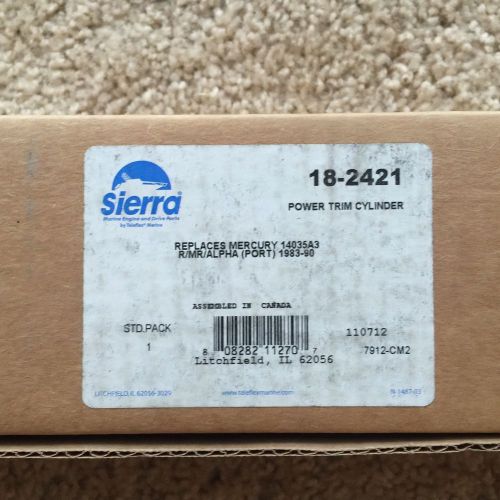 Sierra
Marine Engine and Drive Parts
by Teleflex Marine
18-2421
POWER TRIM CYLINDER
REPLACES MERCURY 14035A3
R/MR/ALPHA (PORT) 1983-90
ASSEMBLED IN CANADA
STD.PACK
1
8 08282 11270 7
Litchfield, IL 62056
110712
7912-CM2
LITCHFIELD, IL 62056-3029
www.teleflexmarine.com
N-1487-03